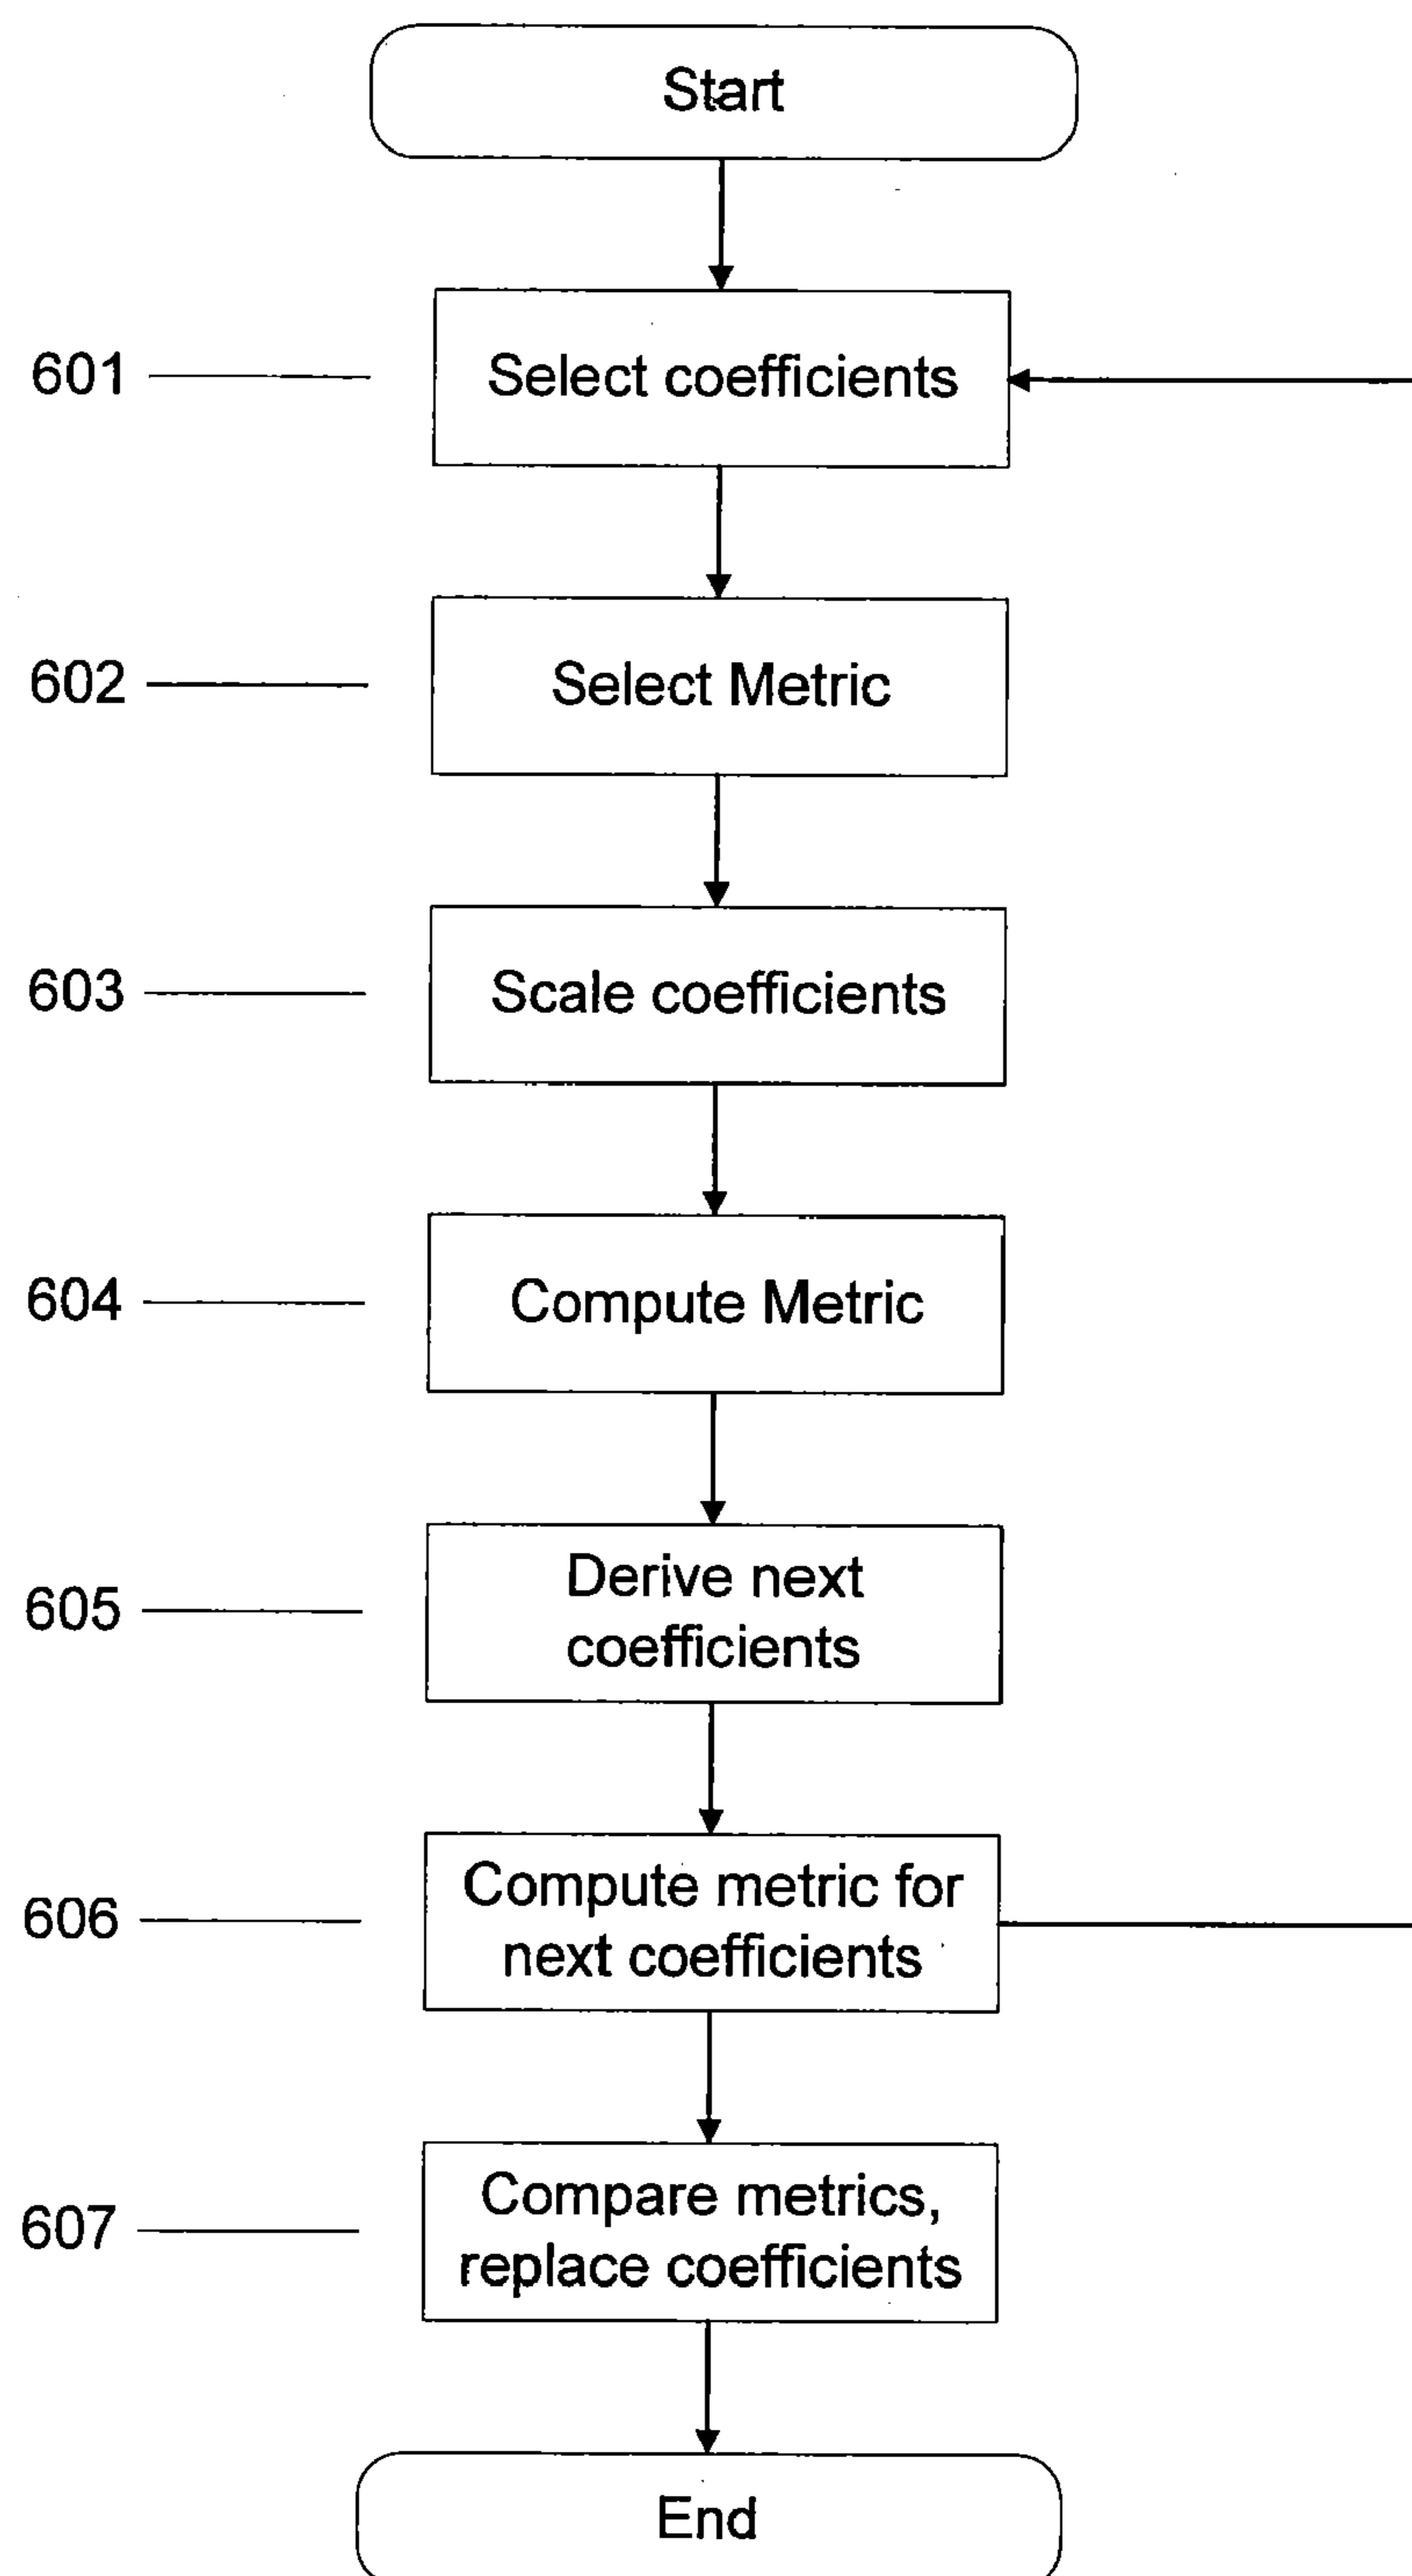 Start
601
Select coefficients
602
Select Metric
603
Scale coefficients
604
Compute Metric
605
Derive next
coefficients
606
Compute metric for
next coefficients
607
Compare metrics,
replace coefficients
End